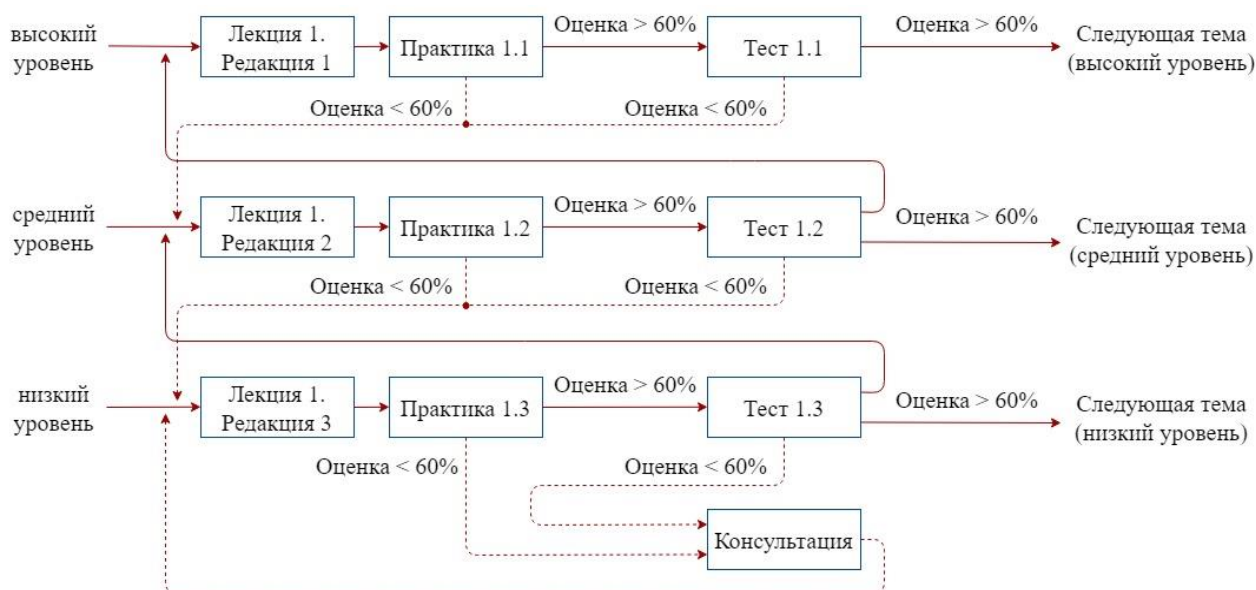 высокий
уровень
Лекция 1.
Редакция 1
Практика 1.1
Оценка > 60%
Тест 1.1
Оценка > 60%
Следующая тема
(высокий уровень)
Оценка < 60%
Оценка < 60%
средний
уровень
Лекция 1.
Редакция 2
Практика 1.2
Оценка > 60%
Тест 1.2
Оценка > 60%
Следующая тема
(средний уровень)
Оценка < 60%
Оценка < 60%
низкий
уровень
Лекция 1.
Редакция 3
Практика 1.3
Оценка > 60%
Тест 1.3
Оценка > 60%
Следующая тема
(низкий уровень)
Оценка < 60%
Оценка < 60%
Консультация